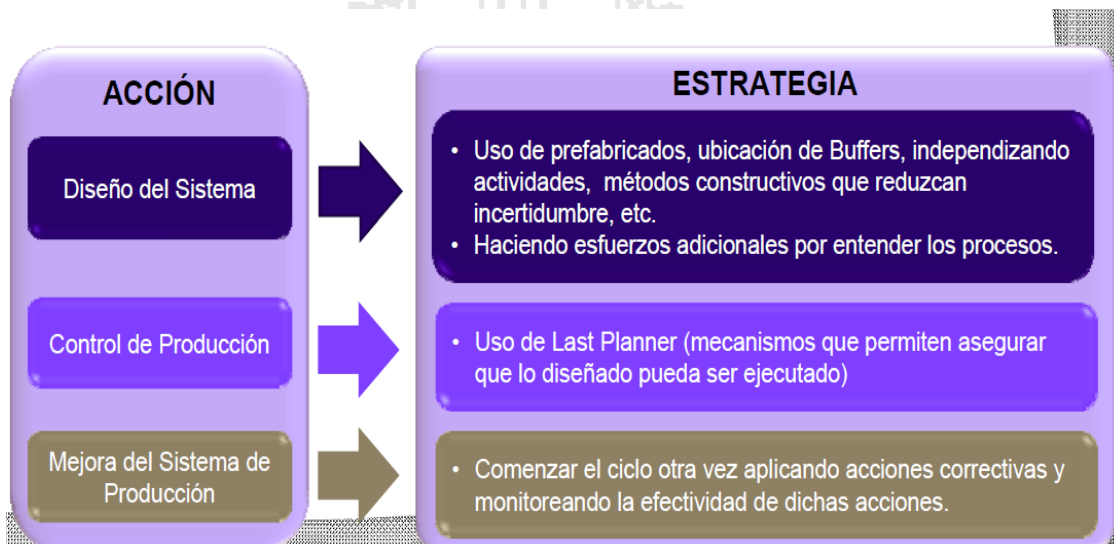 ACCIÓN
Diseño del Sistema
Control de Producción
Mejora del Sistema de
Producción
ESTRATEGIA
• Uso de prefabricados, ubicación de Buffers, independizando
actividades, métodos constructivos que reduzcan
incertidumbre, etc.
• Haciendo esfuerzos adicionales por entender los procesos.
• Uso de Last Planner (mecanismos que permiten asegurar
que lo diseñado pueda ser ejecutado)
• Comenzar el ciclo otra vez aplicando acciones correctivas y
monitoreando la efectividad de dichas acciones.